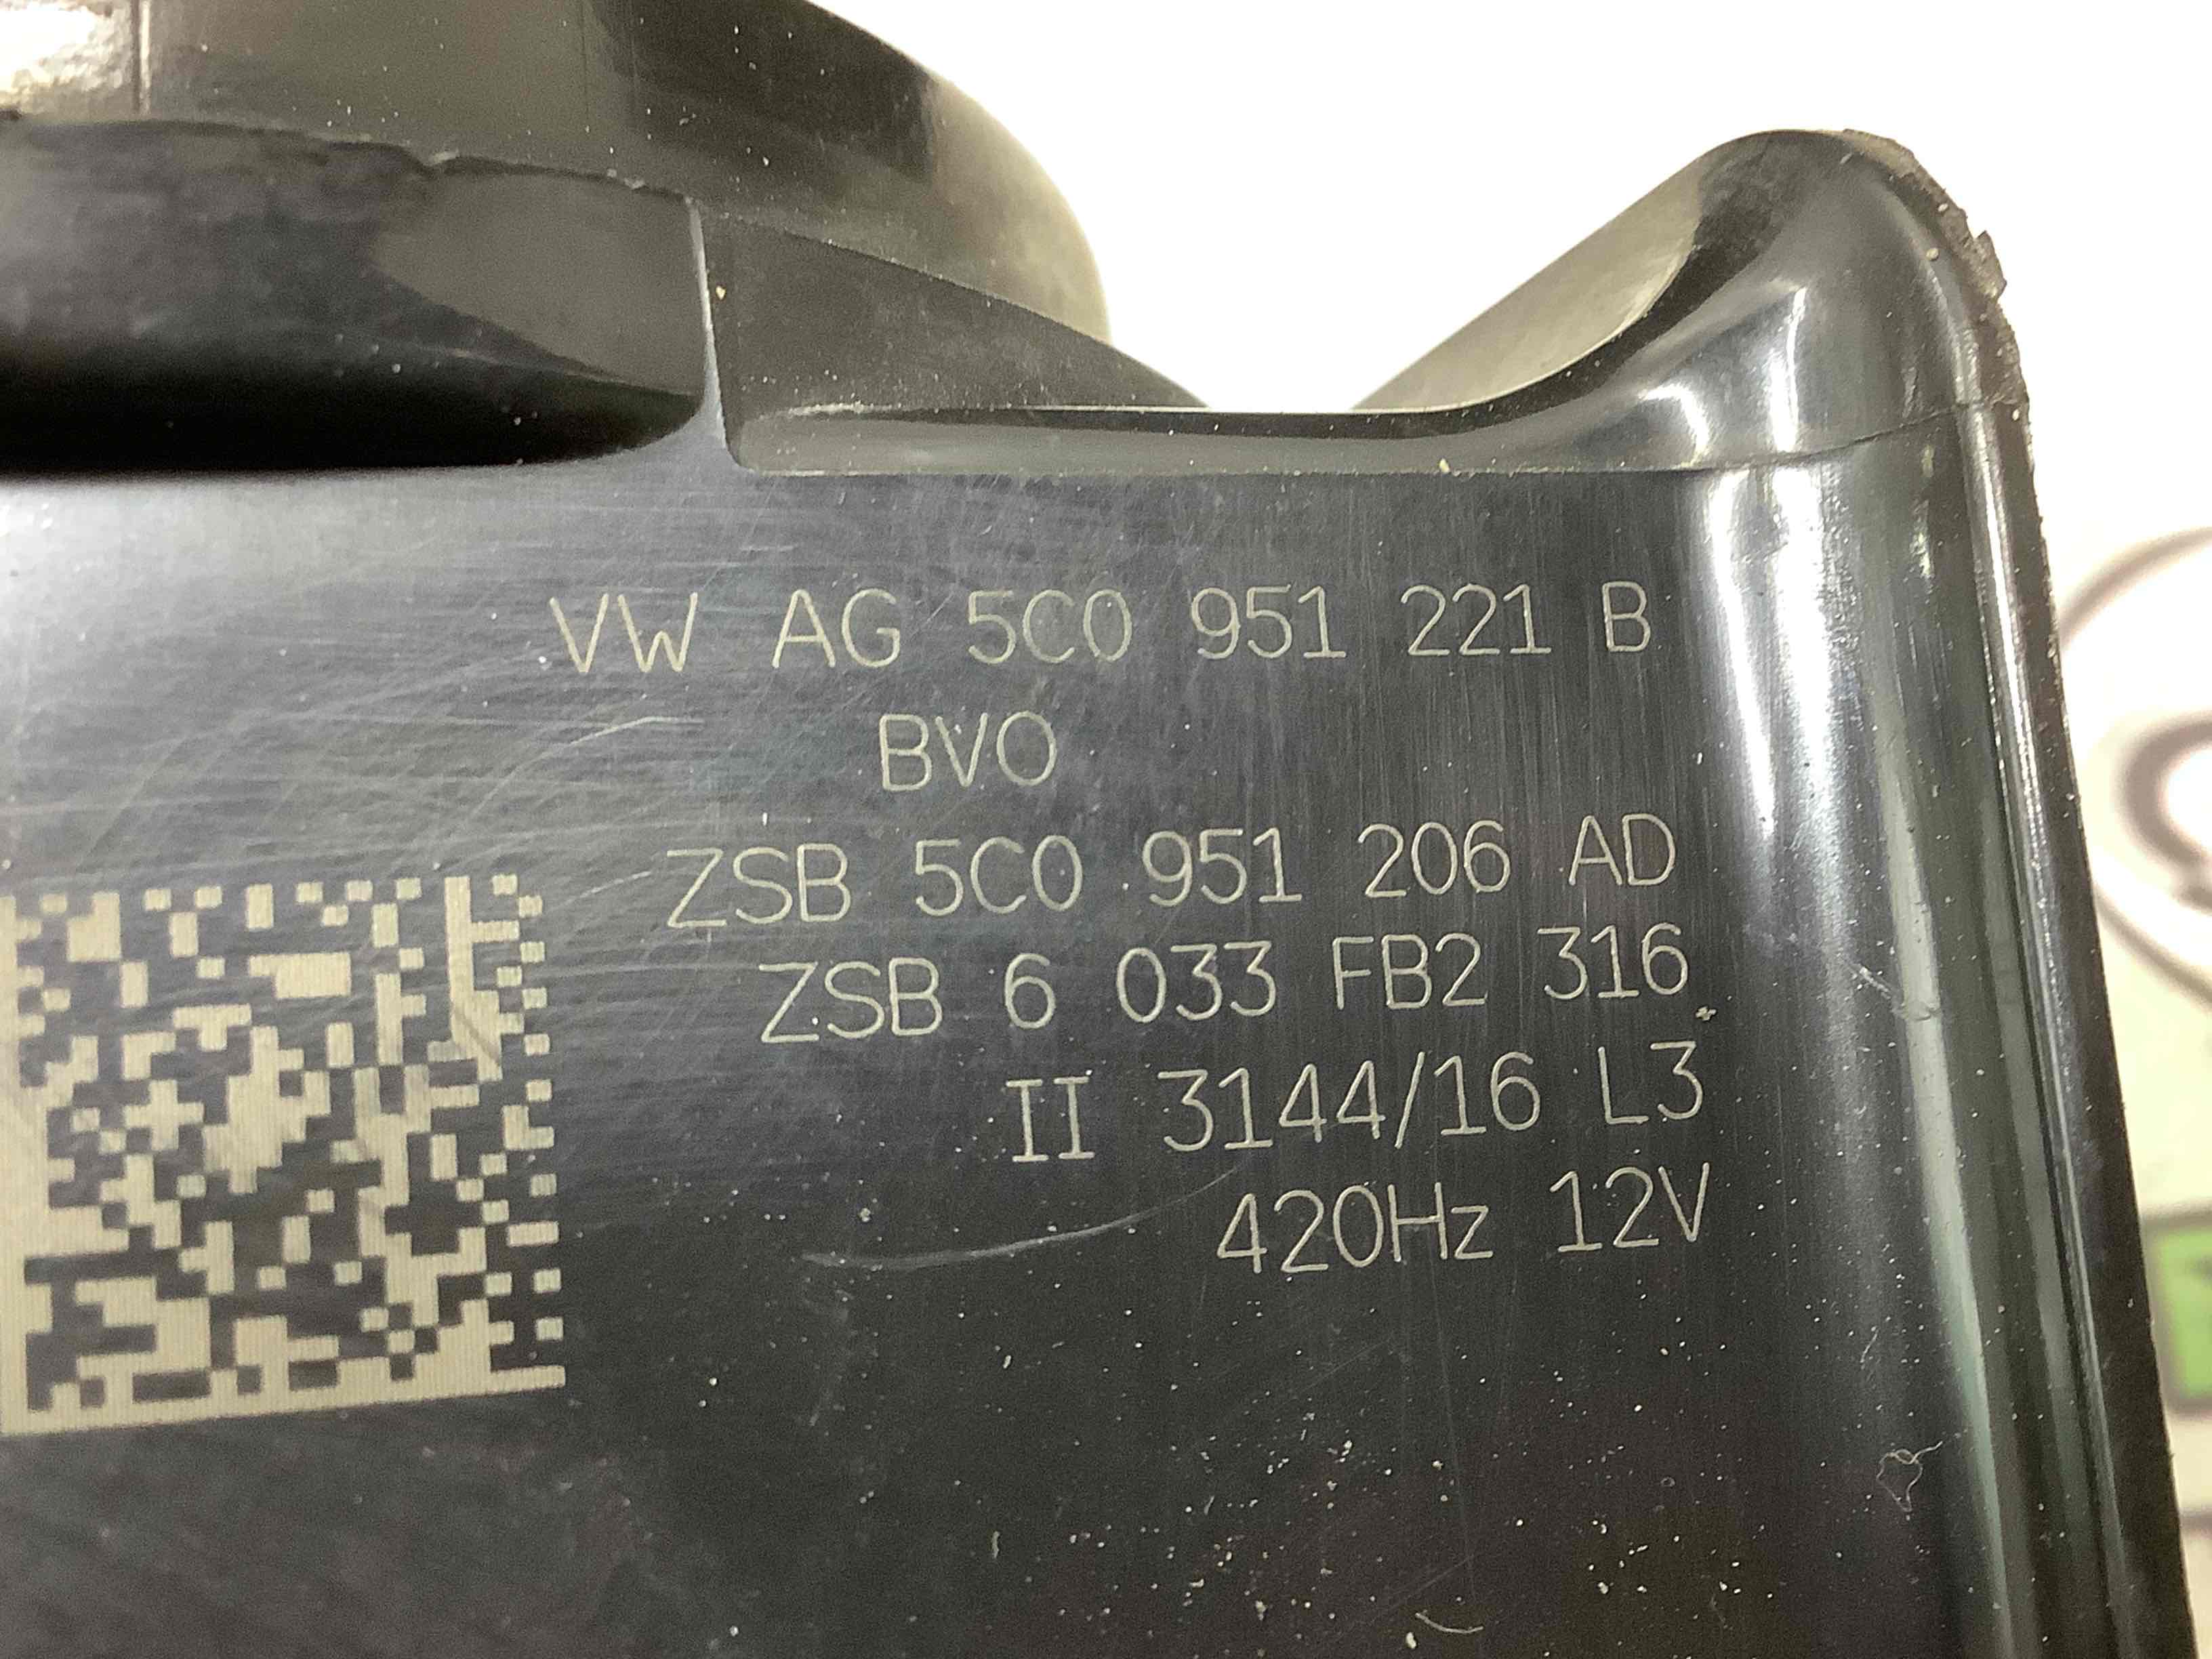 VW AG 5C0 951 221 B
BVO
ZSB 5C0 951 206 AD
ZSB 6 033 FB2 316
II 3144/16 L3
420Hz 12V